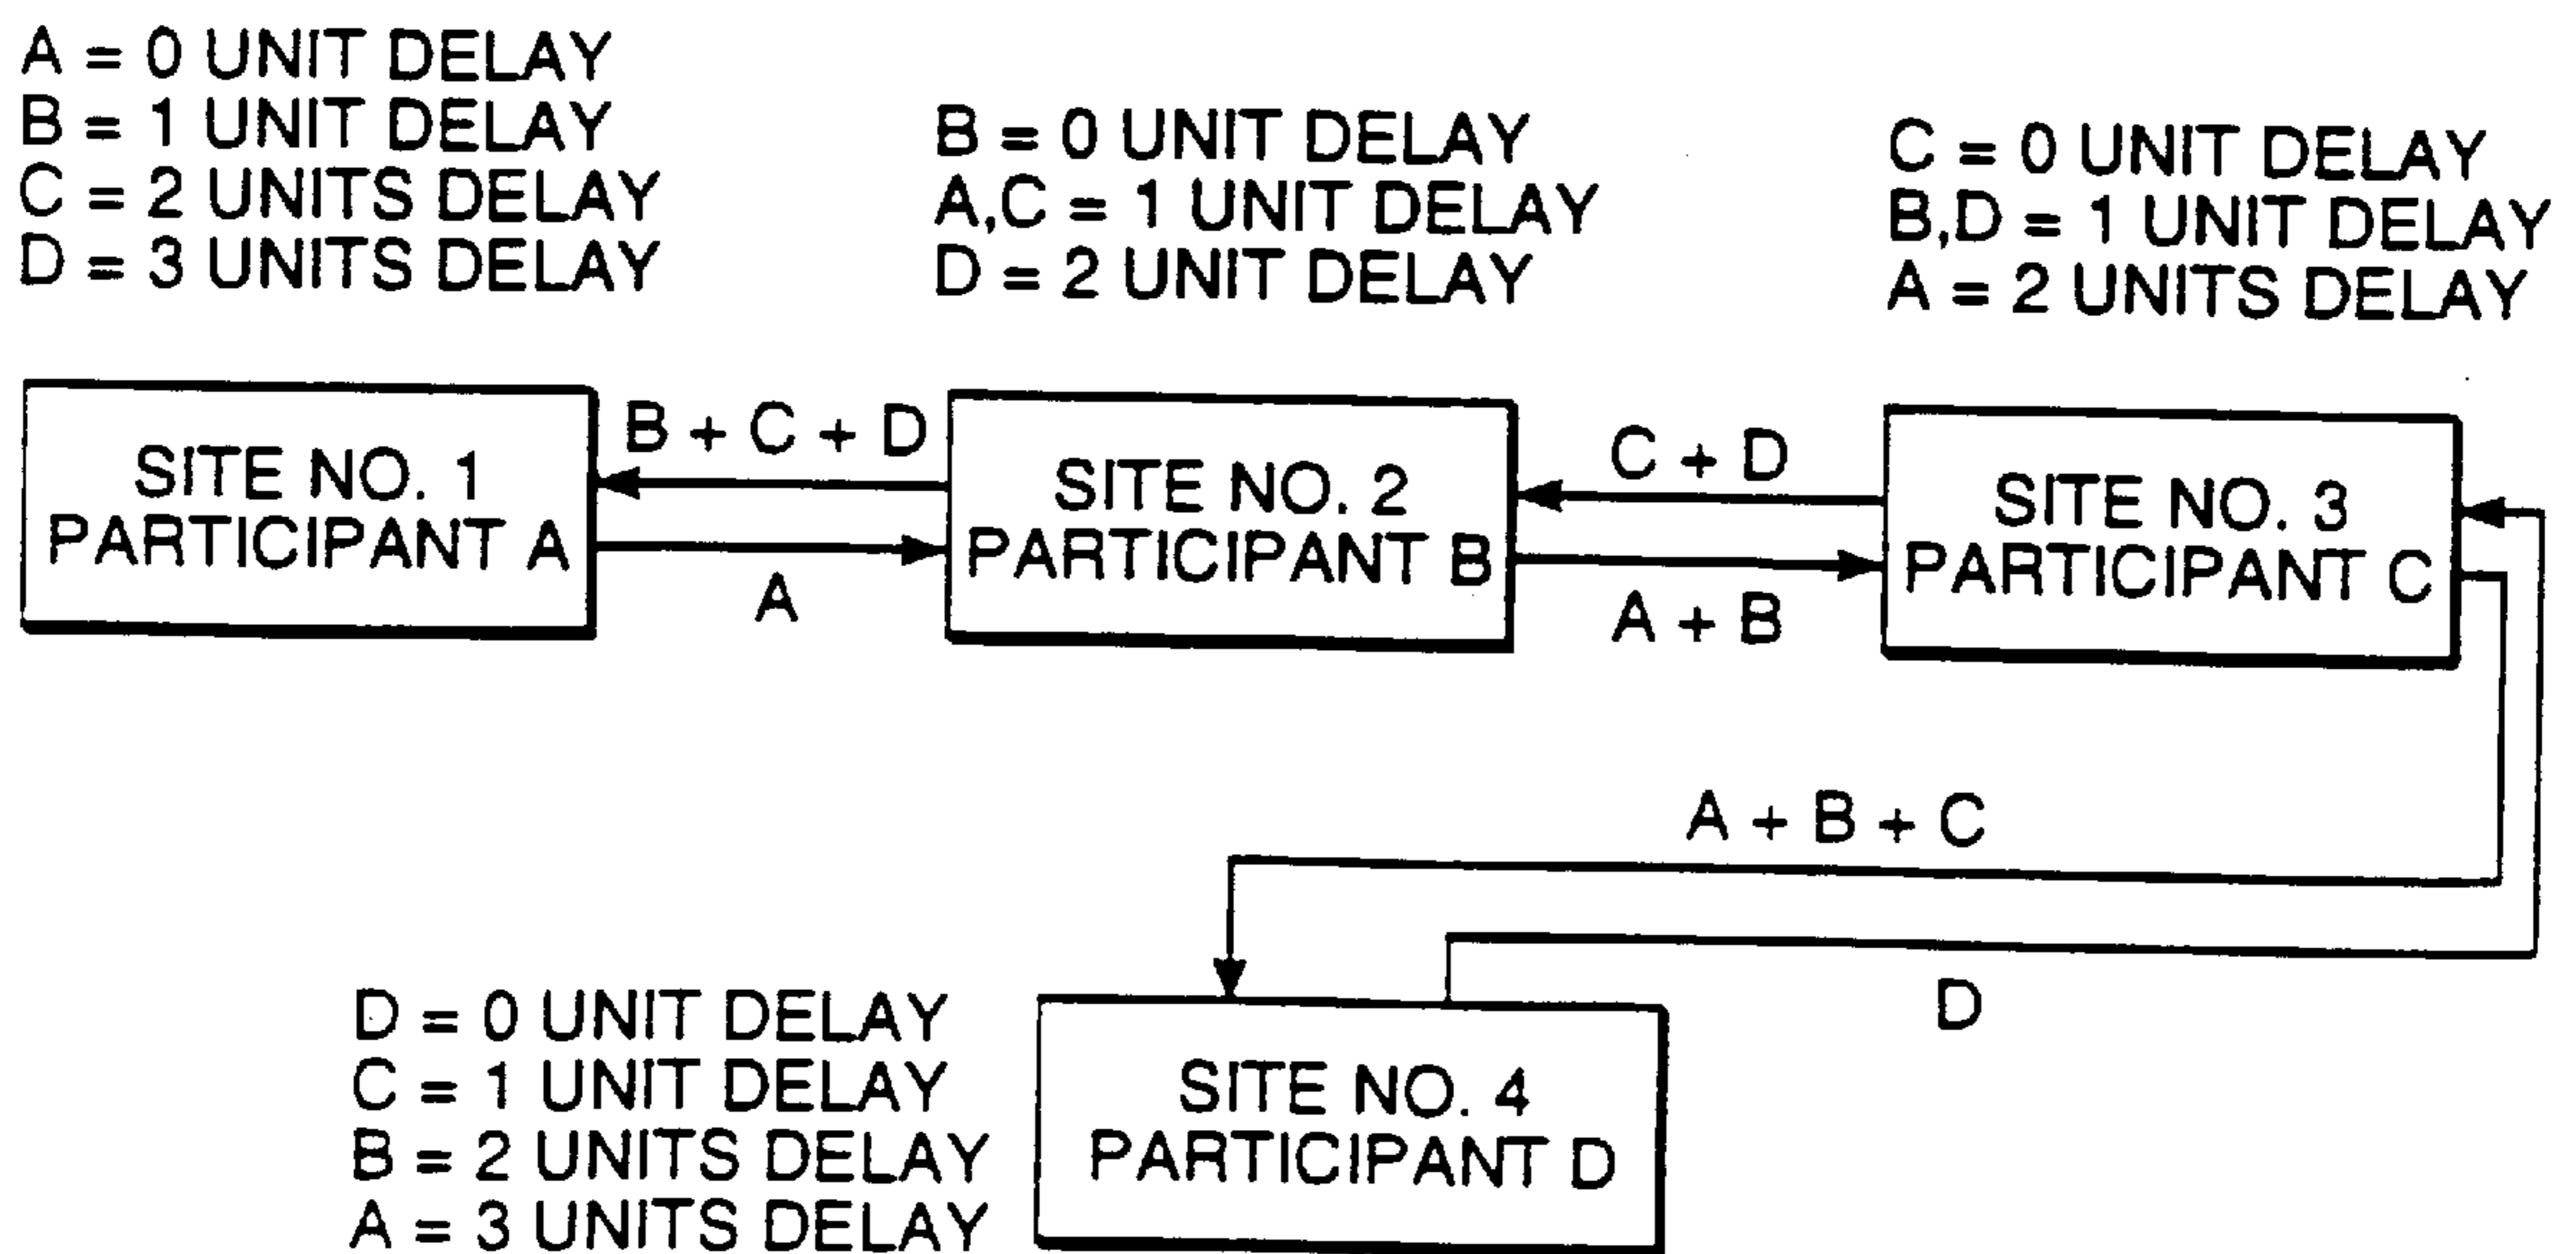 A = 0 UNIT DELAY
B = 1 UNIT DELAY
C = 2 UNITS DELAY
D = 3 UNITS DELAY
B = 0 UNIT DELAY
A,C = 1 UNIT DELAY
D = 2 UNIT DELAY
C = 0 UNIT DELAY
B,D = 1 UNIT DELAY
A = 2 UNITS DELAY
SITE NO. 1
PARTICIPANT A
B + C + D
A
SITE NO. 2
PARTICIPANT B
C + D
A + B
SITE NO. 3
PARTICIPANT C
A + B + C
D
D = 0 UNIT DELAY
C = 1 UNIT DELAY
B = 2 UNITS DELAY
A = 3 UNITS DELAY
SITE NO. 4
PARTICIPANT D